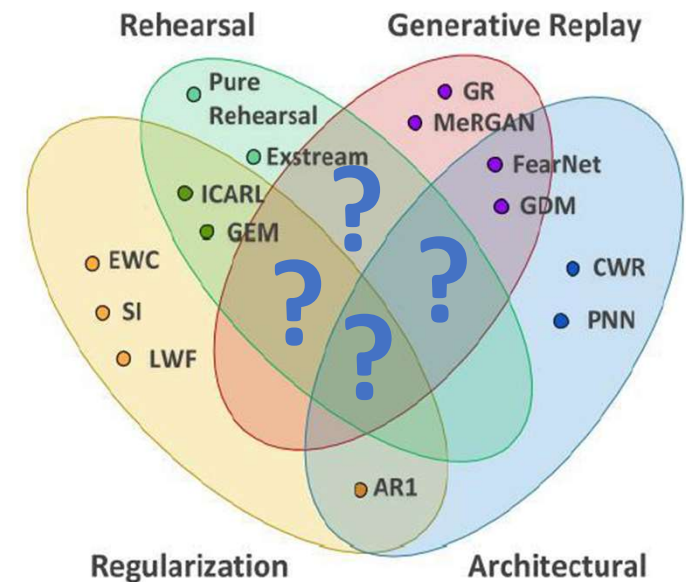 Rehearsal
Generative Replay
Pure
Rehearsal
GR
MeRGAN
Exstream
FearNet
ICARL
GDM
GEM
?
EWC
?
CWR
?
SI
PNN
?
LWF
AR1
Regularization
Architectural